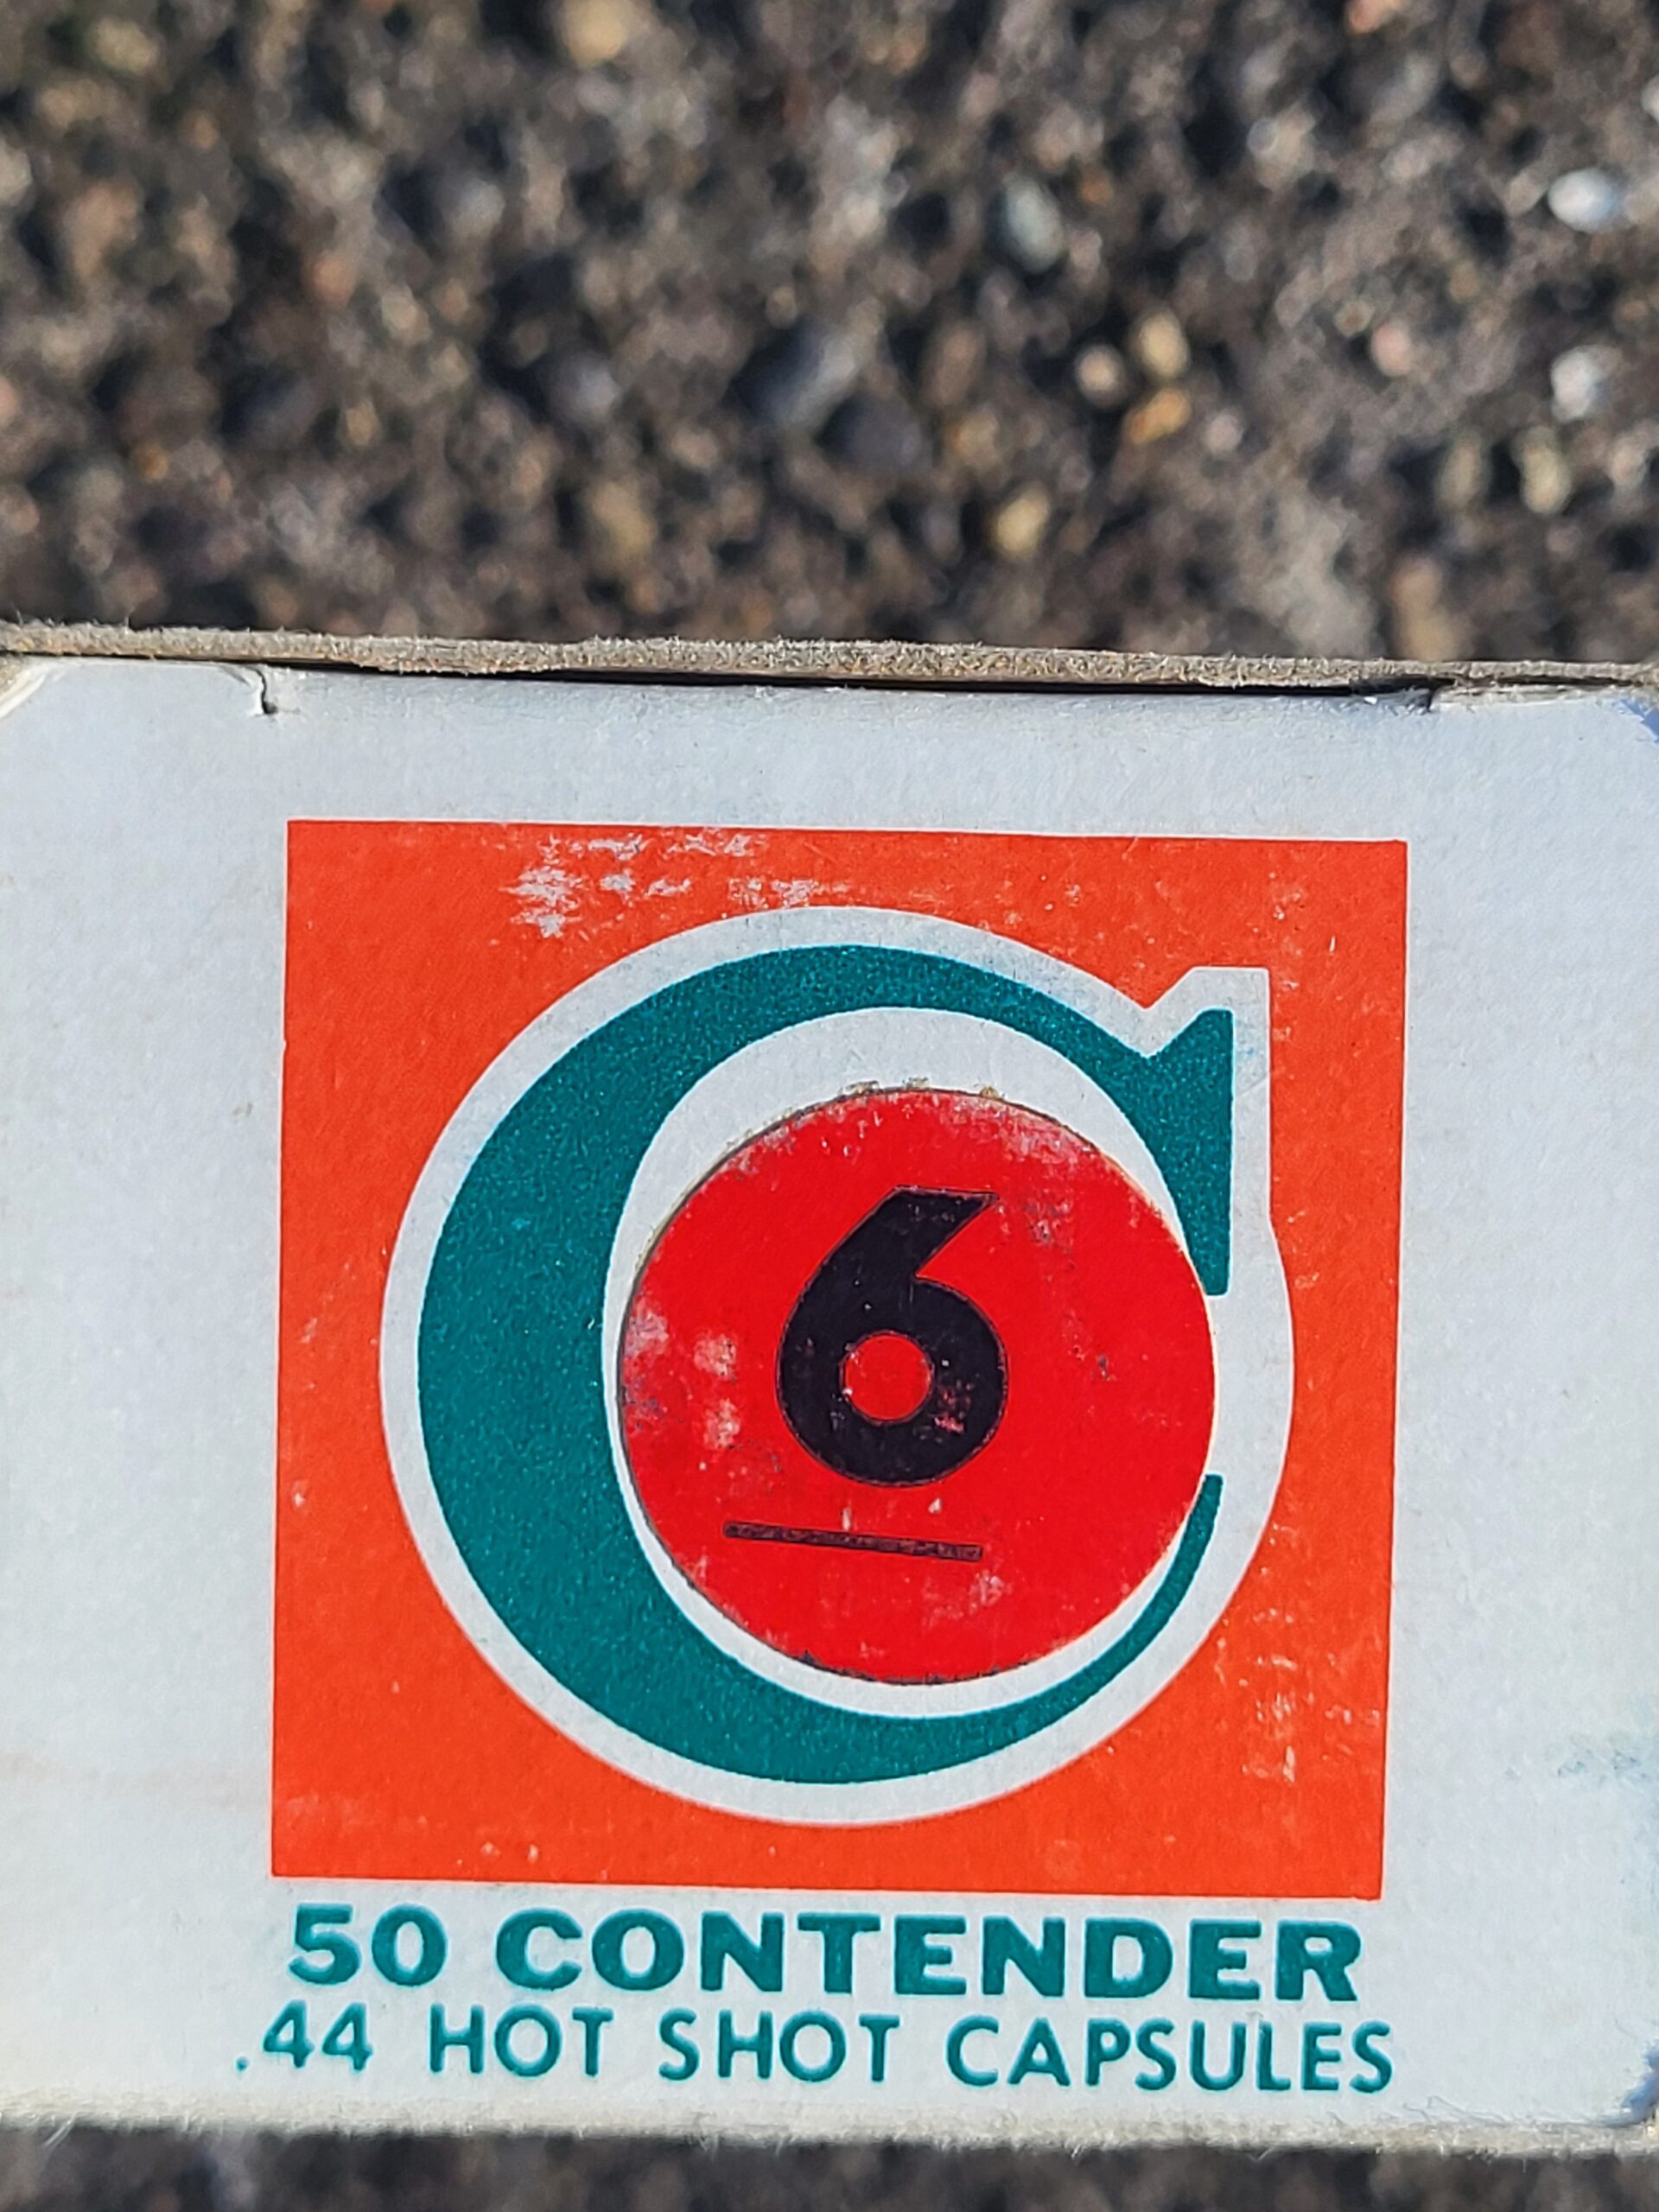 C
6
50 CONTENDER
.44 HOT SHOT CAPSULES